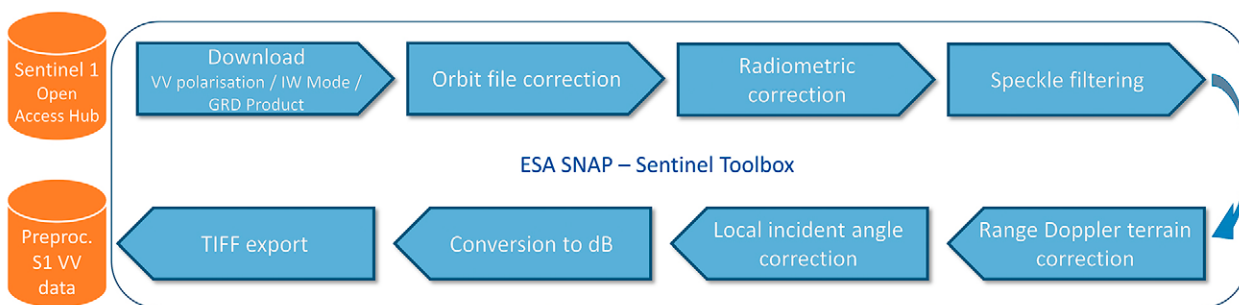 Sentinel 1
Open
Access Hub
Download
VV polarisation / IW Mode /
GRD Product
Orbit file correction
Radiometric
correction
Speckle filtering
ESA SNAP – Sentinel Toolbox
Preproc.
S1 VV
data
TIFF export
Conversion to dB
Local incident angle
correction
Range Doppler terrain
correction